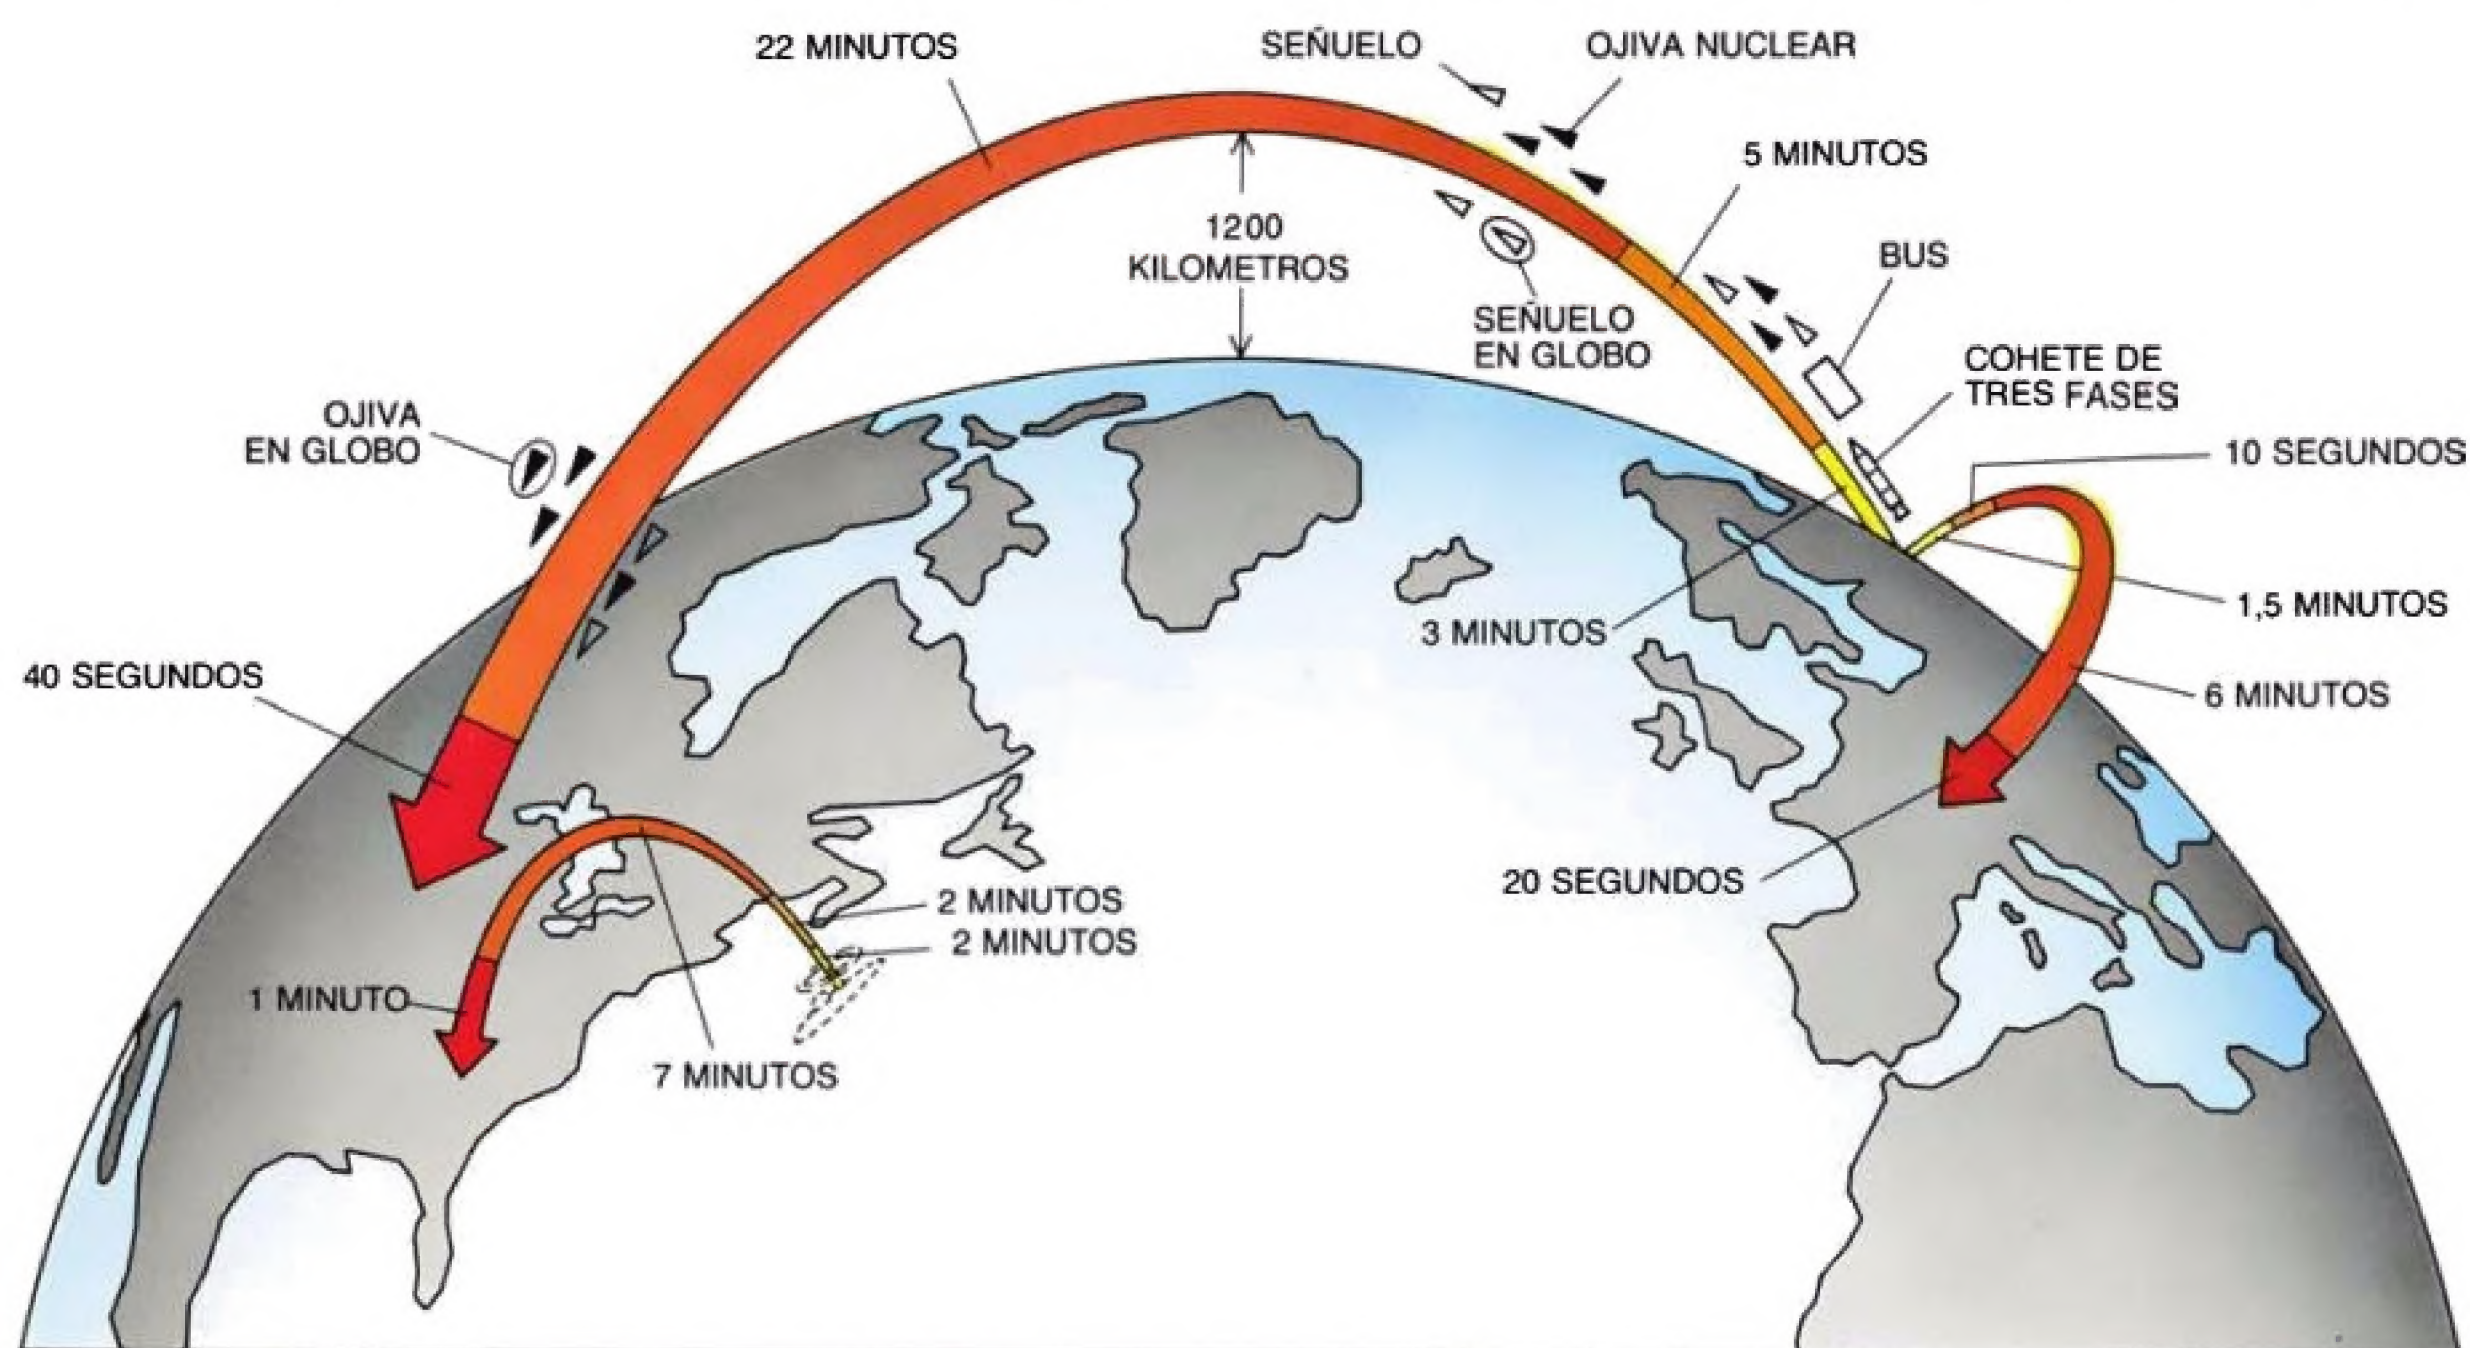 22 MINUTOS
SEÑUELO
OJIVA NUCLEAR
5 MINUTOS
1200
KILOMETROS
BUS
SEÑUELO
EN GLOBO
COHETE DE
TRES FASES
OJIVA
EN GLOBO
10 SEGUNDOS
1,5 MINUTOS
3 MINUTOS
40 SEGUNDOS
6 MINUTOS
20 SEGUNDOS
2 MINUTOS
2 MINUTOS
1 MINUTO
7 MINUTOS